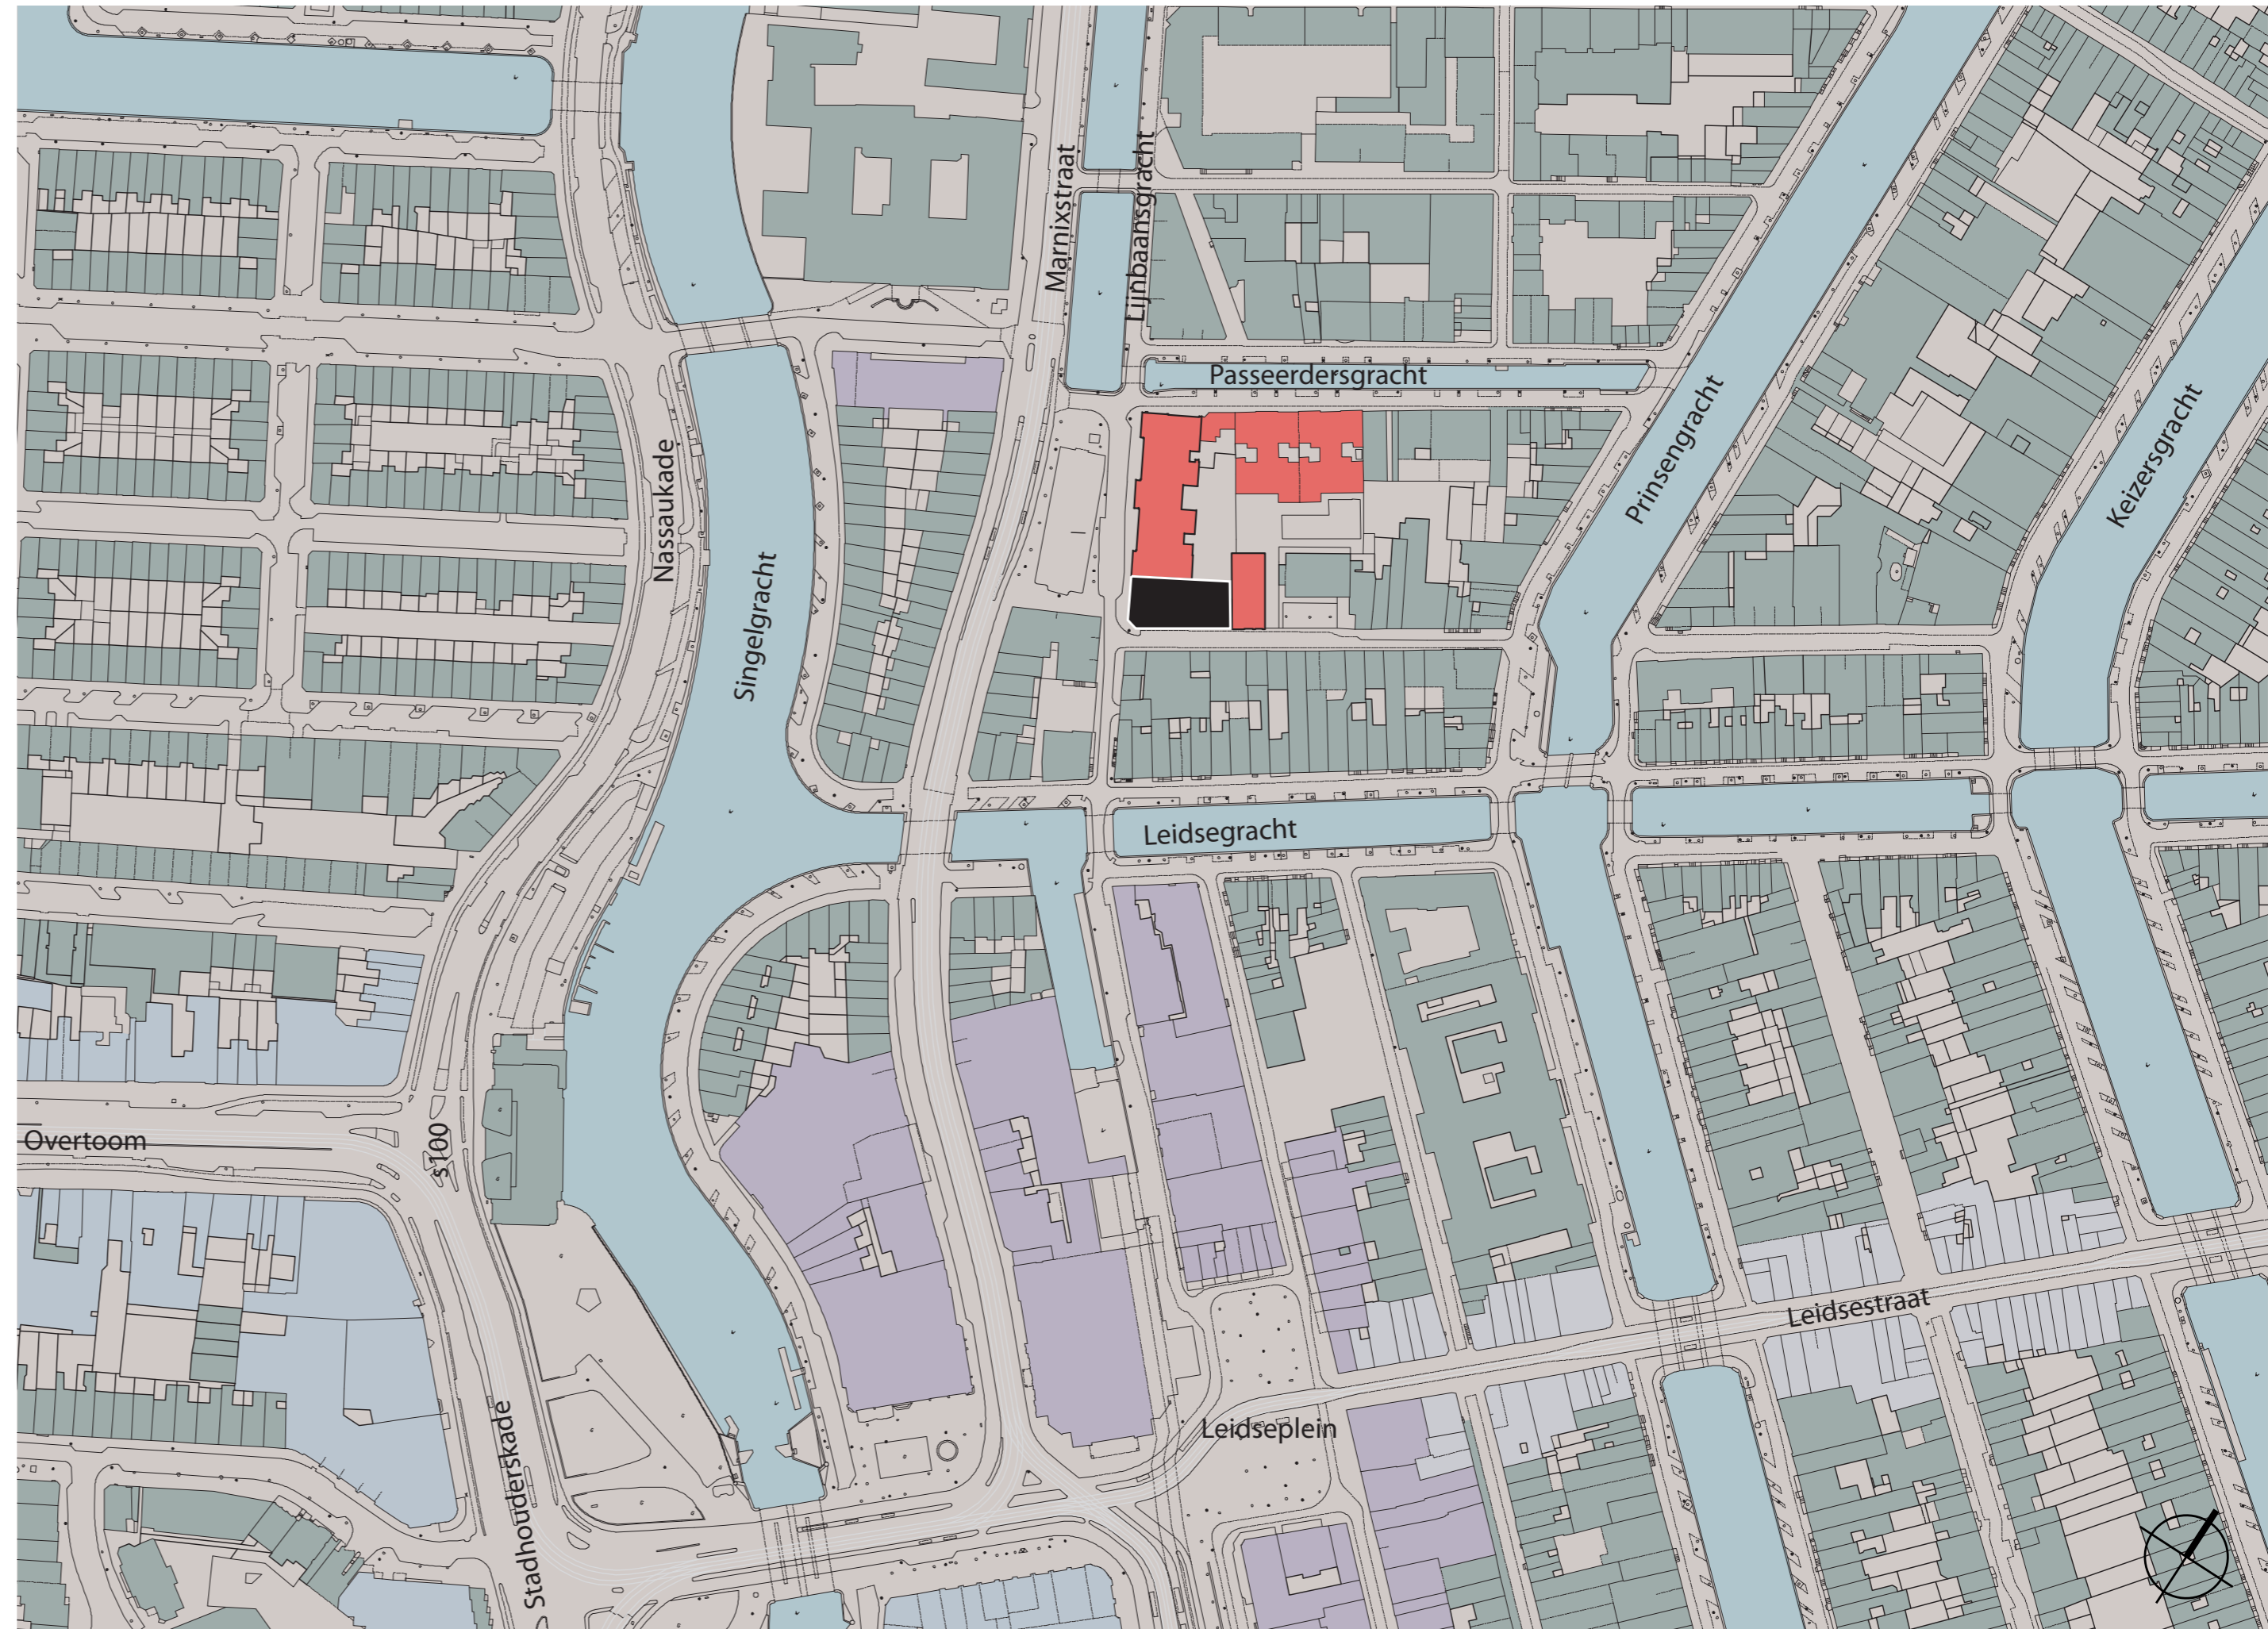 Marnixstraat
Lijnbaansgracht
Passeerdersgracht
Prinsengracht
Keizersgracht
Nassaukade
Singelgracht
Leidsegracht
Overtoom
s100
Leidsestraat
Leidseplein
Stadhouderskade